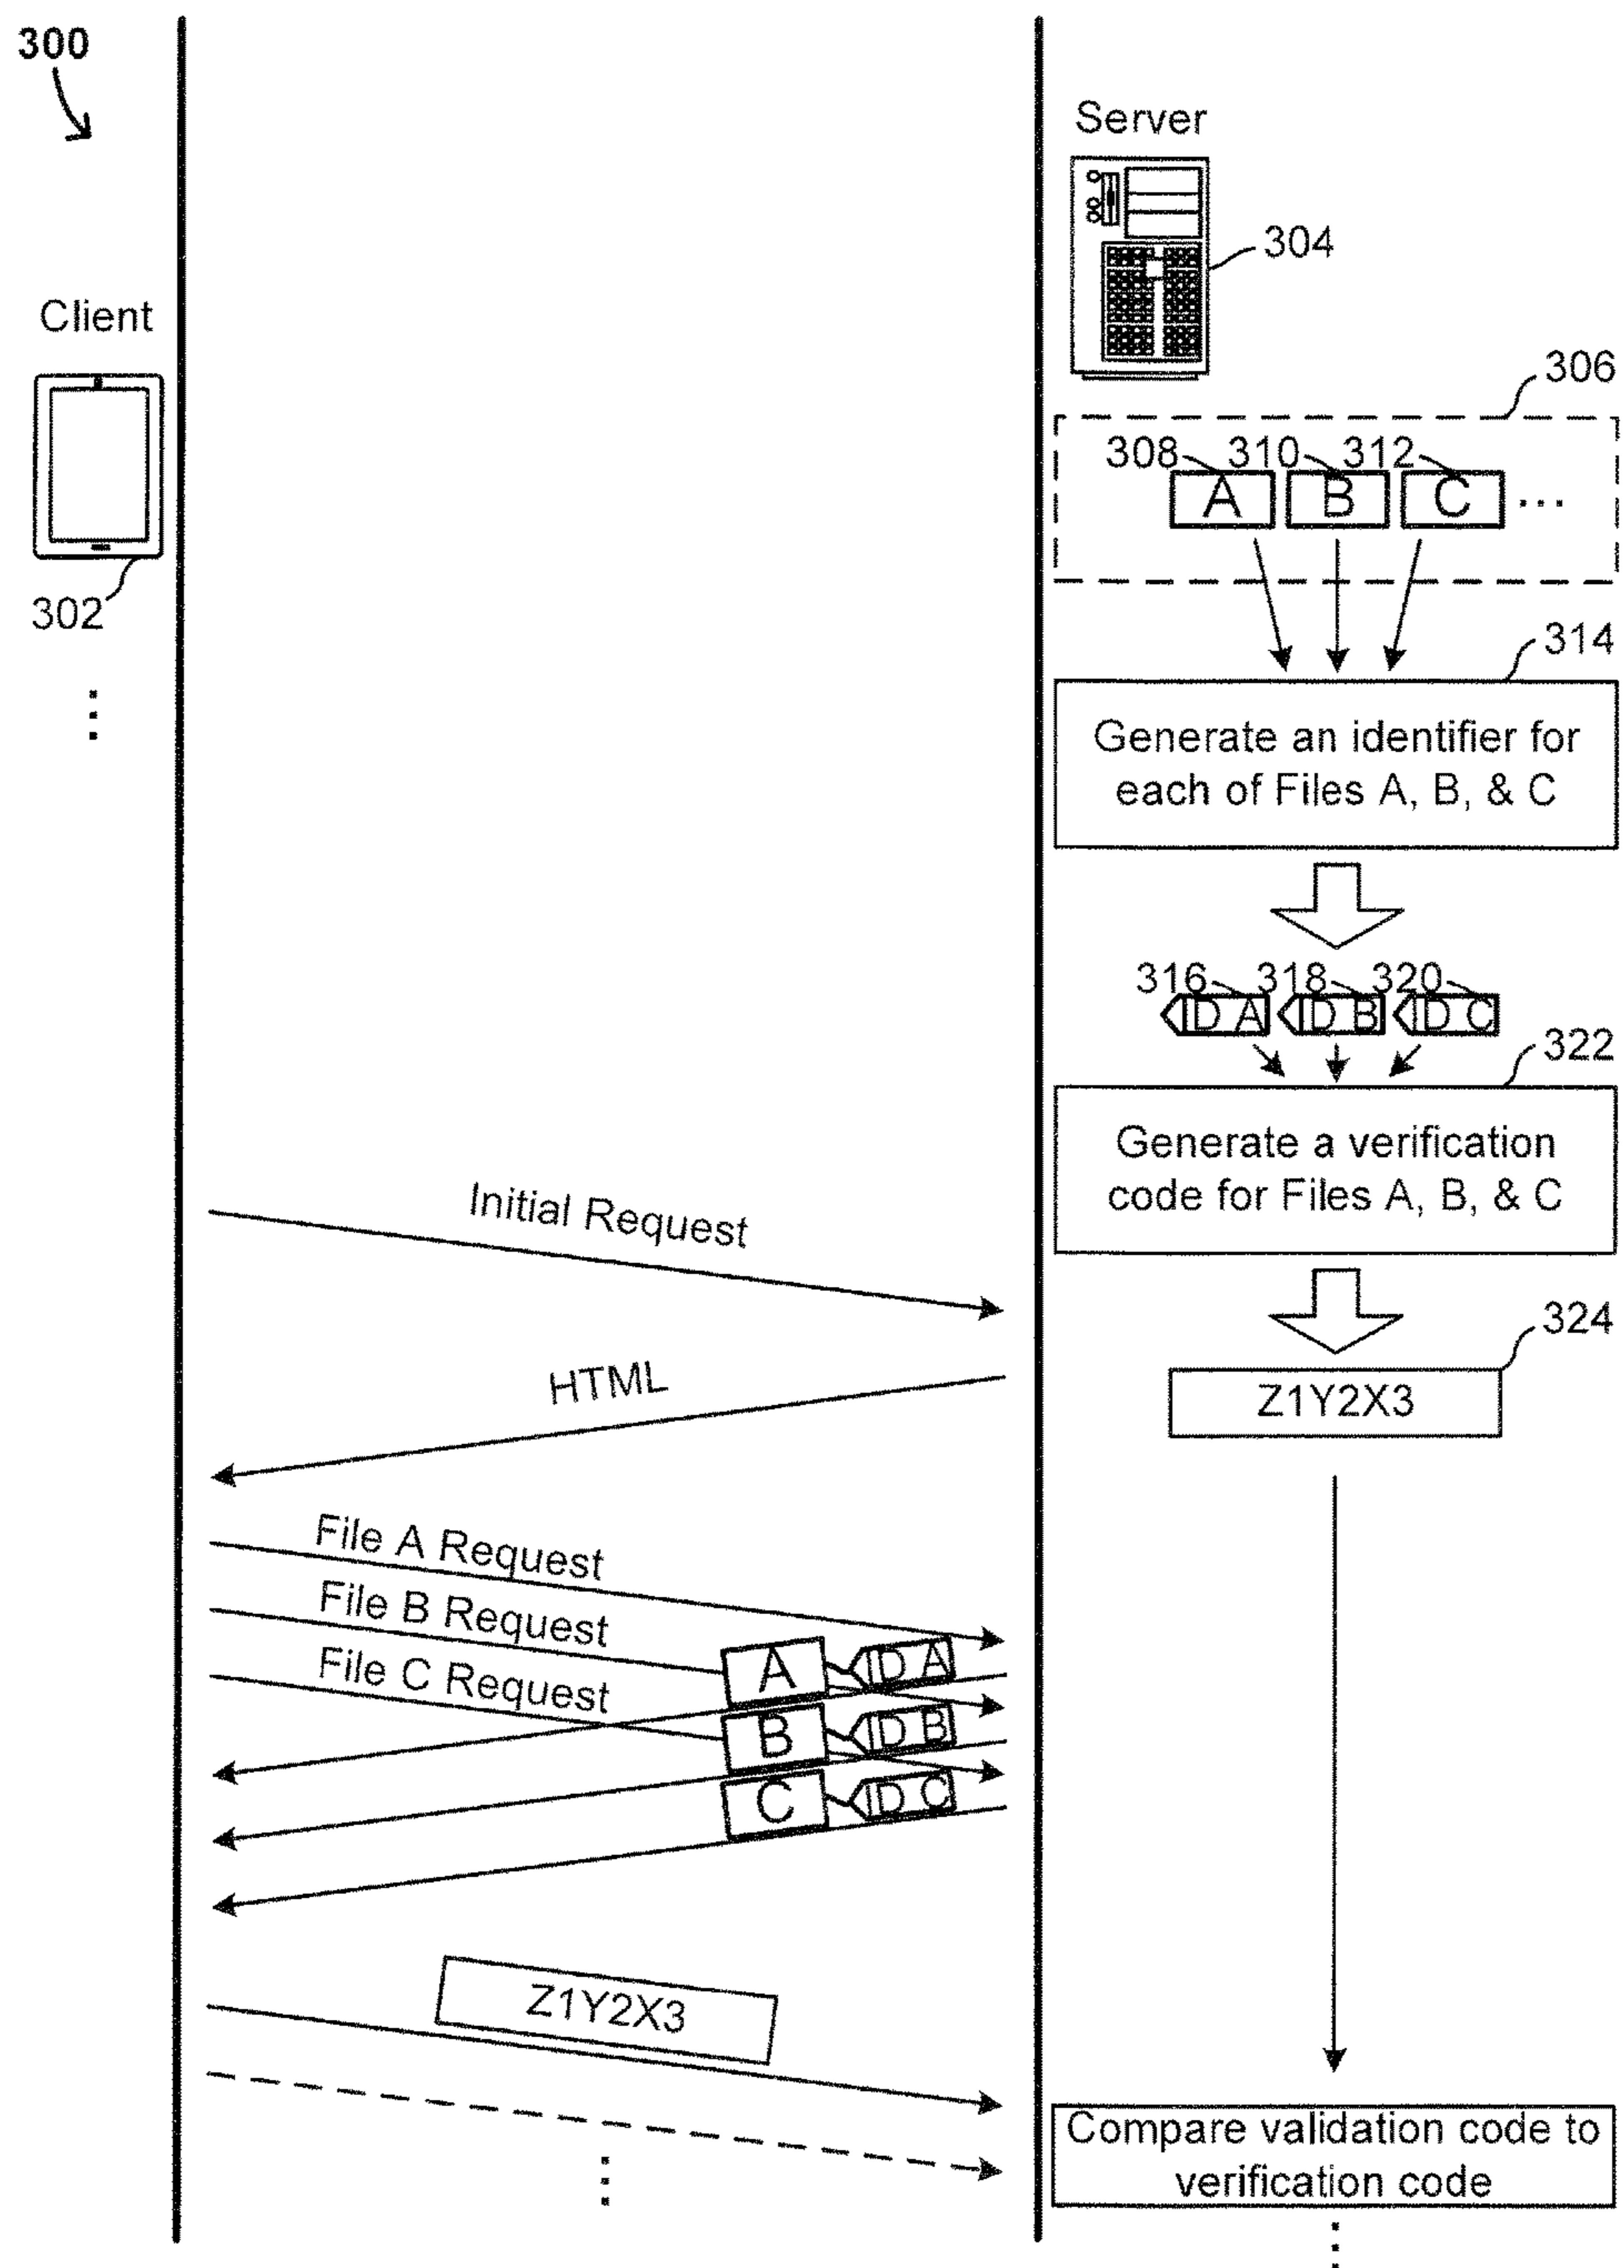 300
Server
304
Client
306
308 310 312
A B C ...
302
314
Generate an identifier for
each of Files A, B, & C
316 318 320
ID A ID B ID C
322
Generate a verification
code for Files A, B, & C
Initial Request
324
HTML
Z1Y2X3
File A Request
File B Request
A ID A
File C Request
B ID B
C ID C
Z1Y2X3
Compare validation code to
verification code